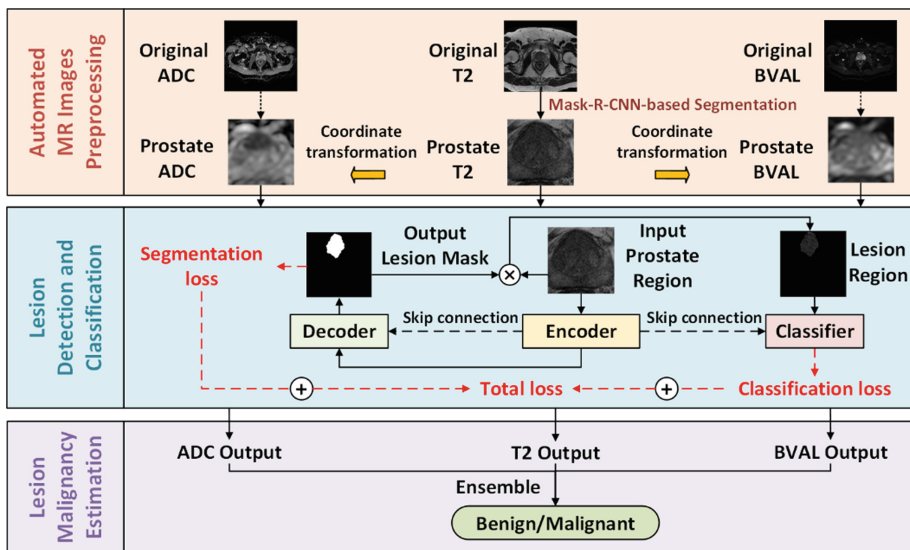 Automated
MR Images
Preprocessing
Original
ADC
Original
T2
Original
BVAL
Mask-R-CNN-based Segmentation
Prostate
ADC
Coordinate
transformation
Prostate
T2
Coordinate
transformation
Prostate
BVAL
Lesion
Detection and
Classification
Segmentation
loss
Output
Lesion Mask
Input
Prostate
Region
Lesion
Region
Decoder
Skip connection
Encoder
Skip connection
Classifier
Total loss
Classification loss
Lesion
Malignancy
Estimation
ADC Output
T2 Output
BVAL Output
Ensemble
Benign/Malignant